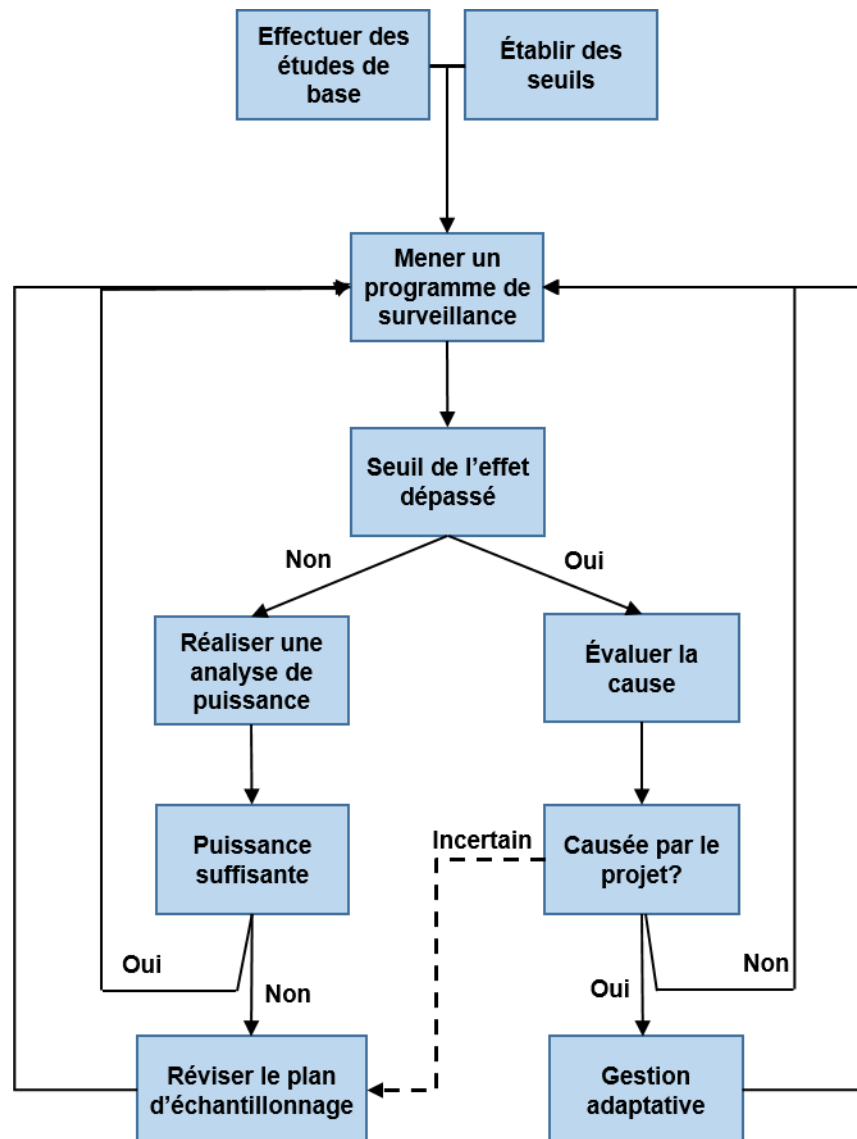 Effectuer des
études de
base
Établir des
seuils
Mener un
programme de
surveillance
Seuil de l’effet
dépassé
Non
Oui
Réaliser une
analyse de
puissance
Évaluer la
cause
Puissance
suffisante
Incertain
Causée par le
projet?
Oui
Non
Oui
Non
Réviser le plan
d’échantillonnage
Gestion
adaptative